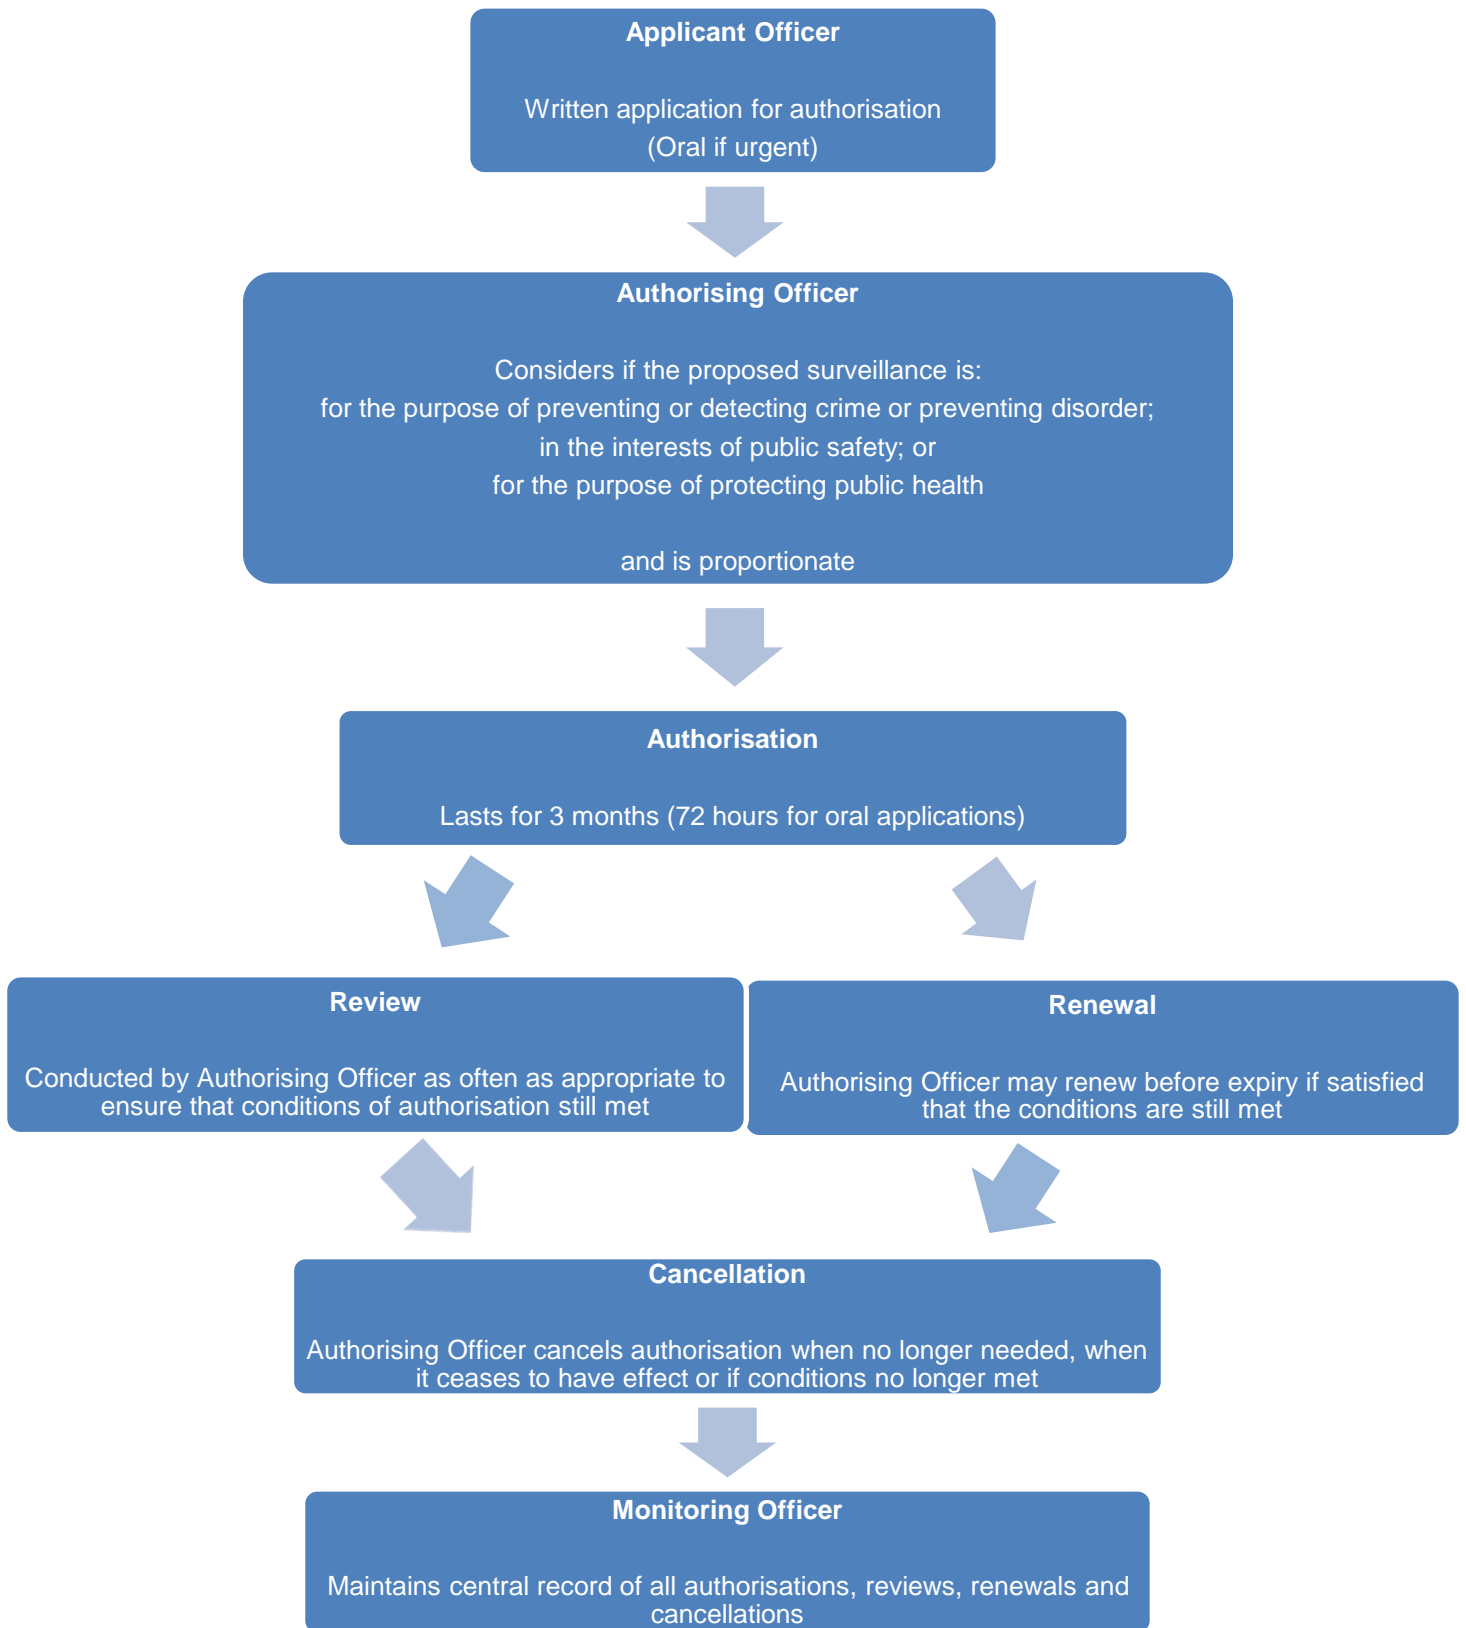 Applicant Officer
Written application for authorisation
(Oral if urgent)
Authorising Officer
Considers if the proposed surveillance is:
for the purpose of preventing or detecting crime or preventing disorder;
in the interests of public safety; or
for the purpose of protecting public health
and is proportionate
Authorisation
Lasts for 3 months (72 hours for oral applications)
Review
Conducted by Authorising Officer as often as appropriate to
ensure that conditions of authorisation still met
Renewal
Authorising Officer may renew before expiry if satisfied
that the conditions are still met
Cancellation
Authorising Officer cancels authorisation when no longer needed, when
it ceases to have effect or if conditions no longer met
Monitoring Officer
Maintains central record of all authorisations, reviews, renewals and
cancellations